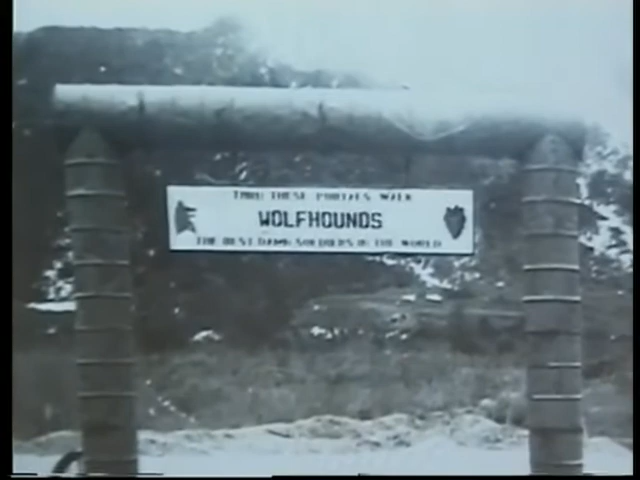 THRU THESE PORTALS WALK
WOLFHOUNDS
THE BEST DAMN SOLDIERS IN THE WORLD